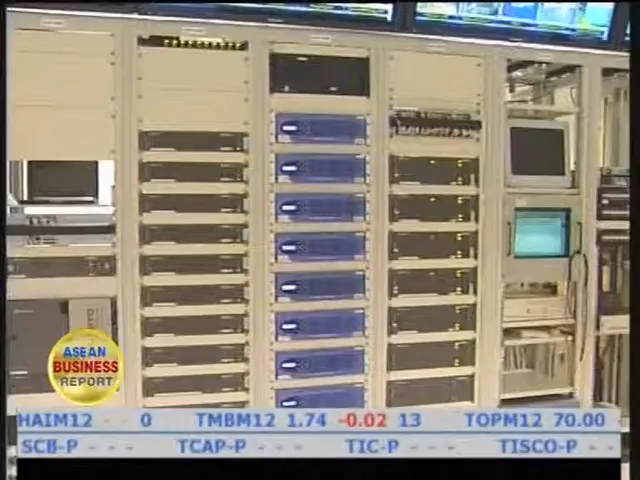 ASEAN
BUSINESS
REPORT
HAIM12 - - 0 TMBM12 1.74 -0.02 13 TOPM12 70.00
SCB-P - - - TCAP-P - - - TIC-P - - - TISCO-P - -